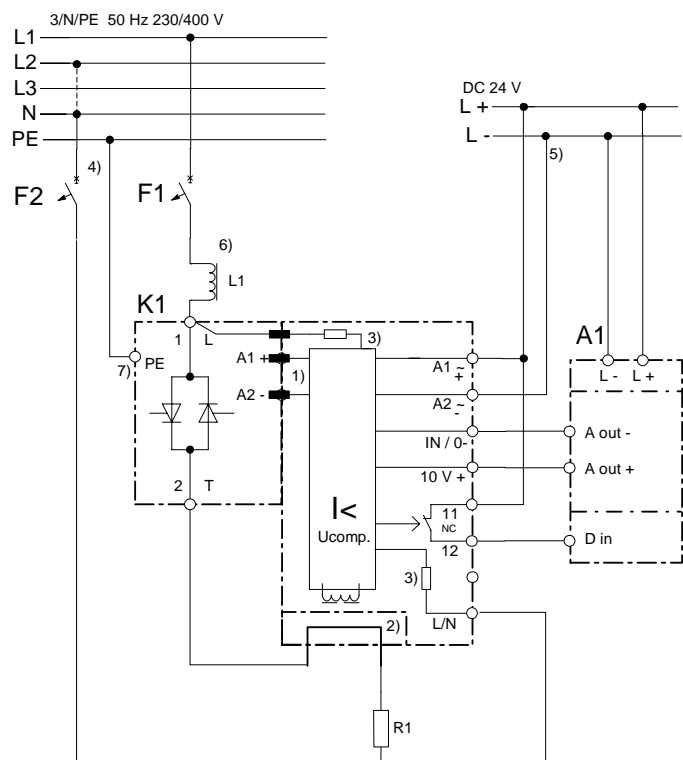 3/N/PE 50 Hz 230/400 V
L1
L2
L3
N
PE
DC 24 V
L +
L -
4)
5)
F2
F1
6)
L1
K1
A1
1
L
3)
7)
PE
A1 +
1)
A2 -
A1 ~
+
A2 ~
-
L -
L +
IN / 0-
A out -
10 V +
A out +
2
T
I<
Ucomp.
11
NC
12
D in
3)
L/N
2)
R1